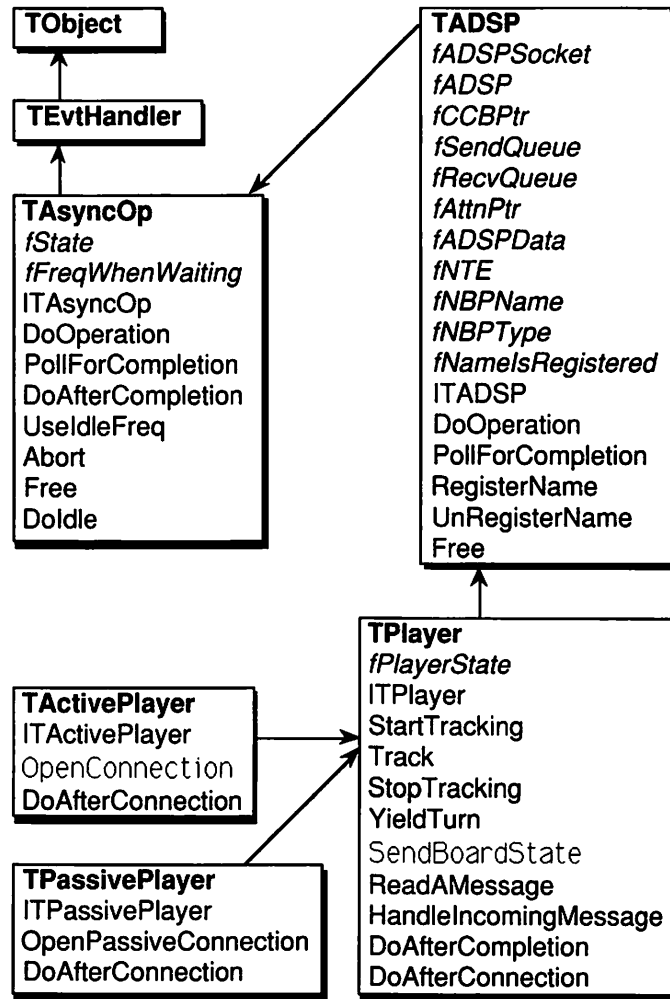 TObject
TEvtHandler
TAsyncOp
fState
fFreqWhenWaiting
ITAsyncOp
DoOperation
PollForCompletion
DoAfterCompletion
UseIdleFreq
Abort
Free
DoIdle
TADSP
fADSPSocket
fADSP
fCCBPtr
fSendQueue
fRecvQueue
fAttnPtr
fADSPData
fNTE
fNBPName
fNBPType
fNameIsRegistered
ITADSP
DoOperation
PollForCompletion
RegisterName
UnRegisterName
Free
TActivePlayer
ITActivePlayer
OpenConnection
DoAfterConnection
TPassivePlayer
ITPassivePlayer
OpenPassiveConnection
DoAfterConnection
TPlayer
fPlayerState
ITPlayer
StartTracking
Track
StopTracking
YieldTurn
SendBoardState
ReadAMessage
HandleIncomingMessage
DoAfterCompletion
DoAfterConnection